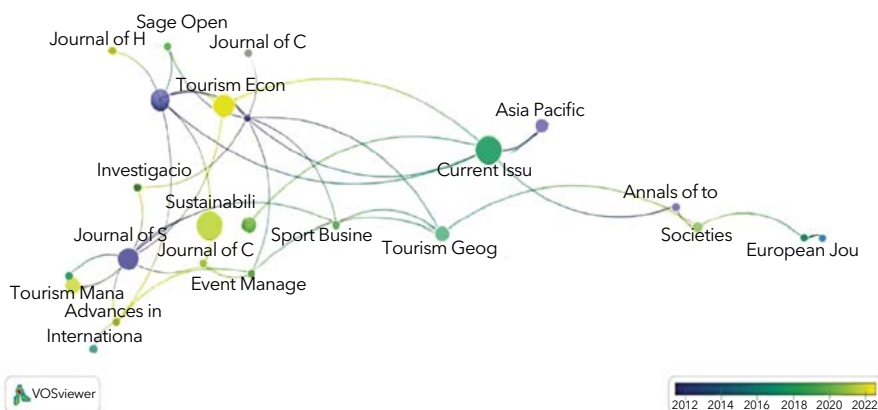 Sage Open
Journal of H
Journal of C
Tourism Econ
Asia Pacific
Current Issu
Investigacio
Annals of to
Sustainabili
Journal of S
Journal of C
Sport Busine
Tourism Geog
Societies
European Jou
Event Manage
Tourism Mana
Advances in
Internationa
VOSviewer
2012 2014 2016 2018 2020 2022